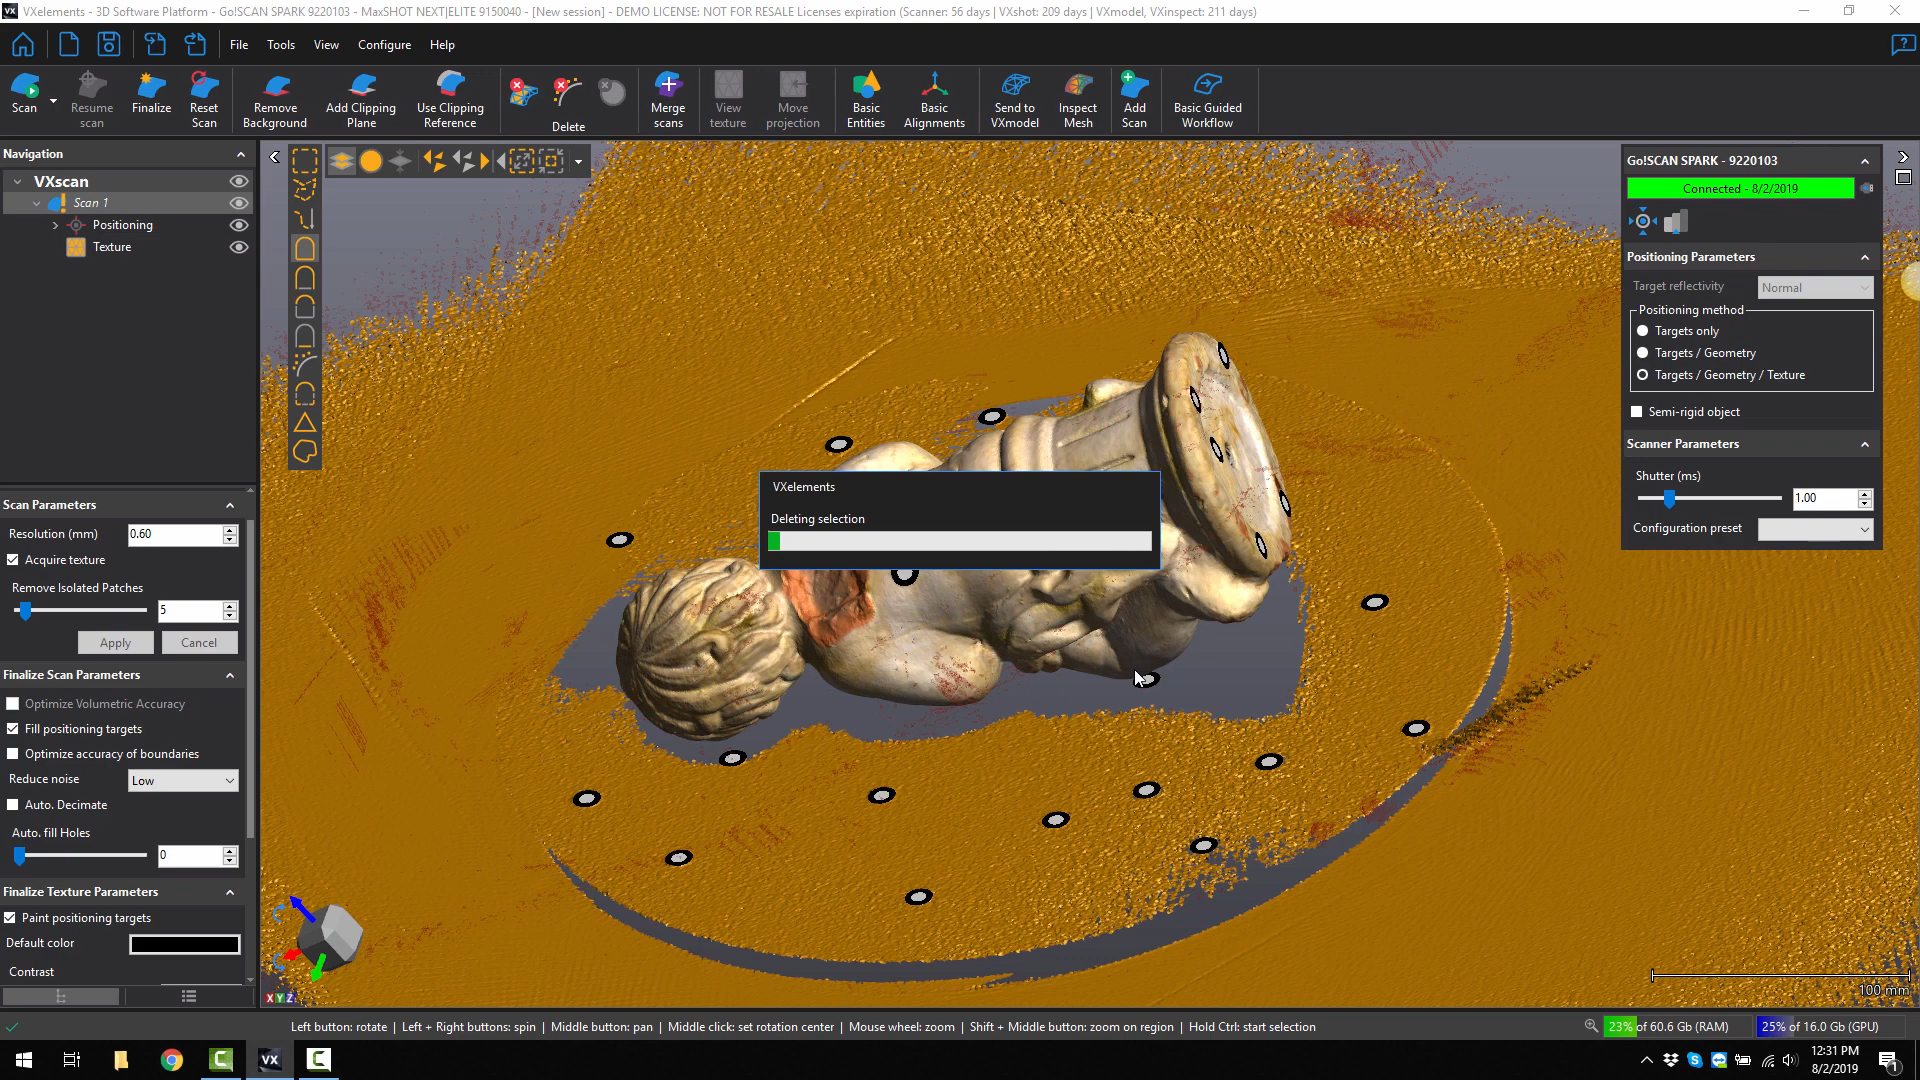 VXelements - 3D Software Platform - Go!SCAN SPARK 9220103 - MaxSHOT NEXT|ELITE 9150040 - [New session] - DEMO LICENSE: NOT FOR RESALE Licenses expiration (Scanner: 56 days | VXshot: 209 days | VXmodel, VXinspect: 211 days)
File Tools View Configure Help
Scan
Resume scan
Finalize
Reset Scan
Remove Background
Add Clipping Plane
Use Clipping Reference
Delete
Merge scans
View texture
Move projection
Basic Entities
Basic Alignments
Send to VXmodel
Inspect Mesh
Add Scan
Basic Guided Workflow
Navigation
VXscan
Scan 1
Positioning
Texture
Scan Parameters
Resolution (mm) 0.60
Acquire texture
Remove Isolated Patches
5
Apply Cancel
Finalize Scan Parameters
Optimize Volumetric Accuracy
Fill positioning targets
Optimize accuracy of boundaries
Reduce noise Low
Auto. Decimate
Auto. fill Holes
0
Finalize Texture Parameters
Paint positioning targets
Default color
Contrast
VXelements
Deleting selection
Go!SCAN SPARK - 9220103
Connected - 8/2/2019
Positioning Parameters
Target reflectivity Normal
Positioning method
Targets only
Targets / Geometry
Targets / Geometry / Texture
Semi-rigid object
Scanner Parameters
Shutter (ms)
1.00
Configuration preset
X Y Z
100 mm
Left button: rotate | Left + Right buttons: spin | Middle button: pan | Middle click: set rotation center | Mouse wheel: zoom | Shift + Middle button: zoom on region | Hold Ctrl: start selection
23% of 60.6 Gb (RAM)
25% of 16.0 Gb (GPU)
VX
12:31 PM
8/2/2019
1